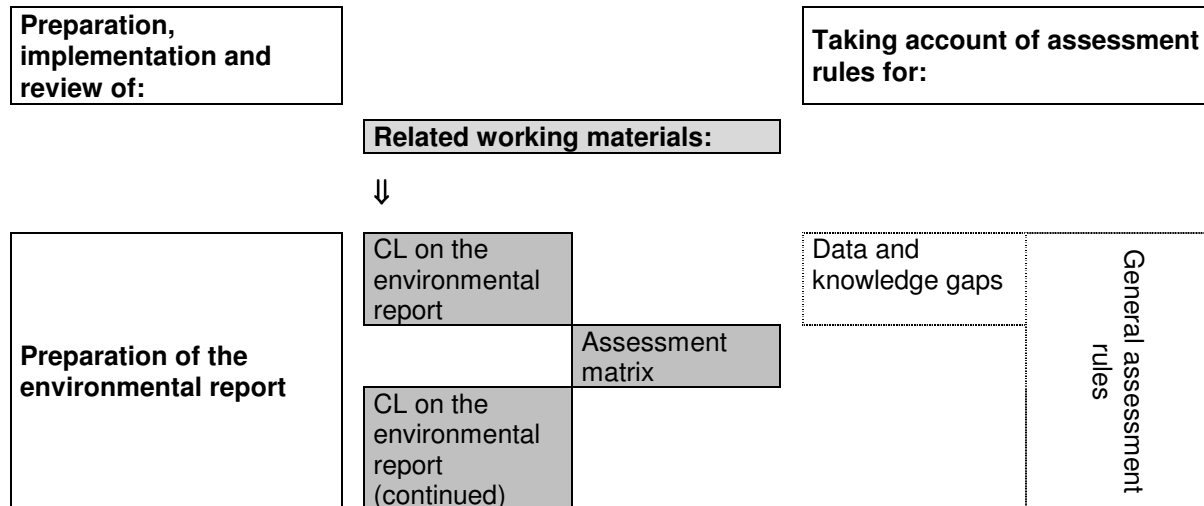 Preparation,
implementation and
review of:
Taking account of assessment
rules for:
Related working materials:
⇓
Preparation of the
environmental report
CL on the
environmental
report
Assessment
matrix
CL on the
environmental
report
(continued)
Data and
knowledge gaps
General assessment
rules